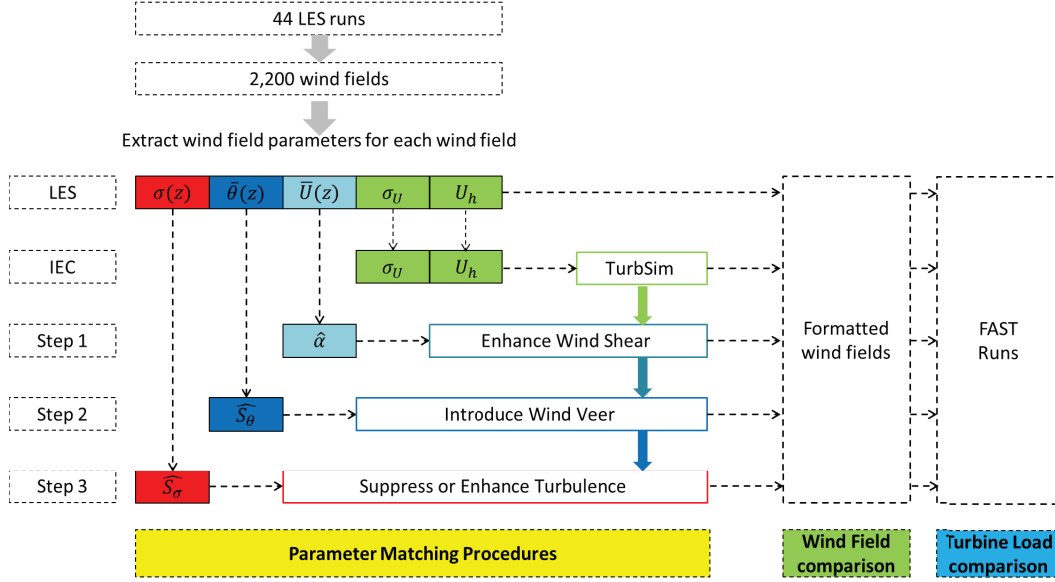 44 LES runs
2,200 wind fields
Extract wind field parameters for each wind field
LES
σ(z)
θ̄(z)
U̅(z)
σ_U
U_h
IEC
σ_U
U_h
TurbSim
Step 1
α̂
Enhance Wind Shear
Formatted
wind fields
FAST
Runs
Step 2
Ŝ_θ
Introduce Wind Veer
Step 3
Ŝ_σ
Suppress or Enhance Turbulence
Parameter Matching Procedures
Wind Field
comparison
Turbine Load
comparison